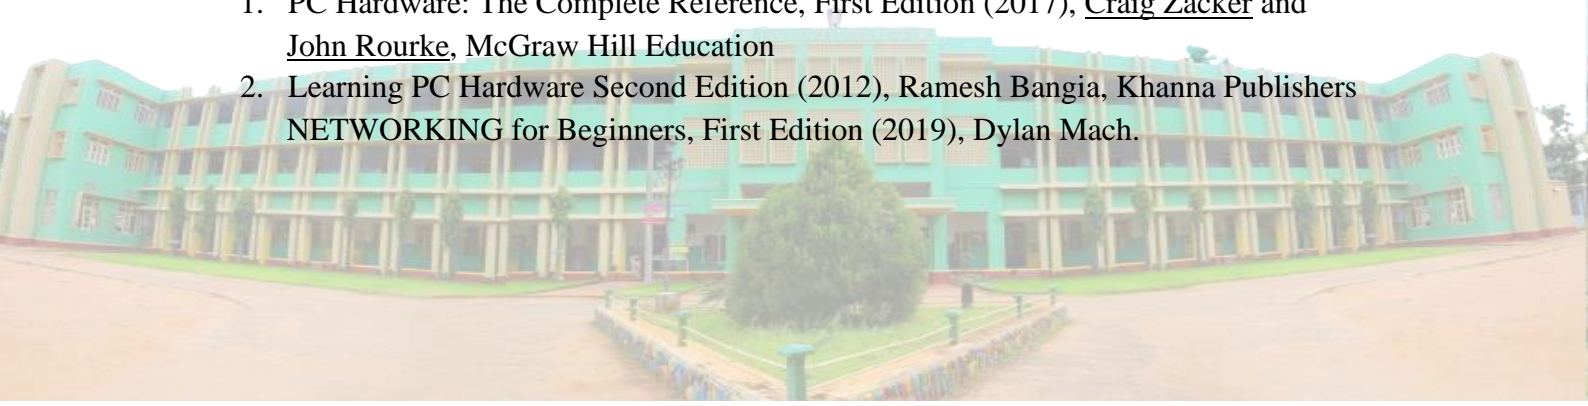 1. PC Hardware: The Complete Reference, First Edition (2017), Craig Zacker and
John Rourke, McGraw Hill Education
2. Learning PC Hardware Second Edition (2012), Ramesh Bangia, Khanna Publishers
NETWORKING for Beginners, First Edition (2019), Dylan Mach.